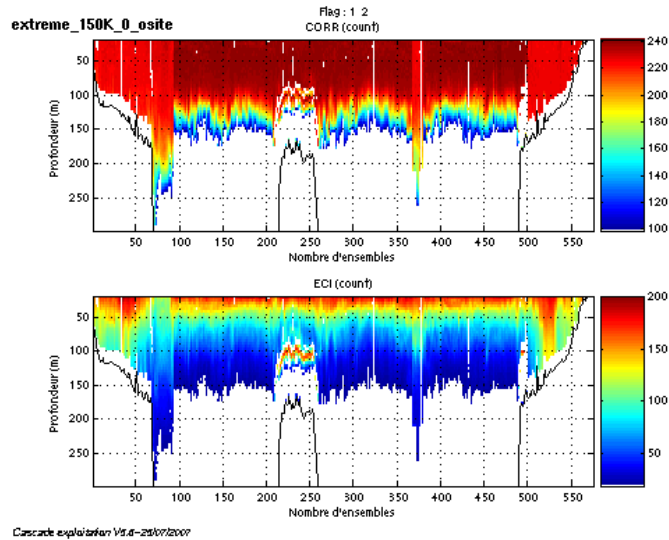 extreme_150K_0_osite
Flag : 1 2
CORR (count)
Profondeur (m)
50
100
150
200
250
50 100 150 200 250 300 350 400 450 500 550
Nombre d'ensembles
240
220
200
180
160
140
120
100
ECI (count)
Profondeur (m)
50
100
150
200
250
50 100 150 200 250 300 350 400 450 500 550
Nombre d'ensembles
200
150
100
50
Cascade exploitation V5.6-25/07/2007